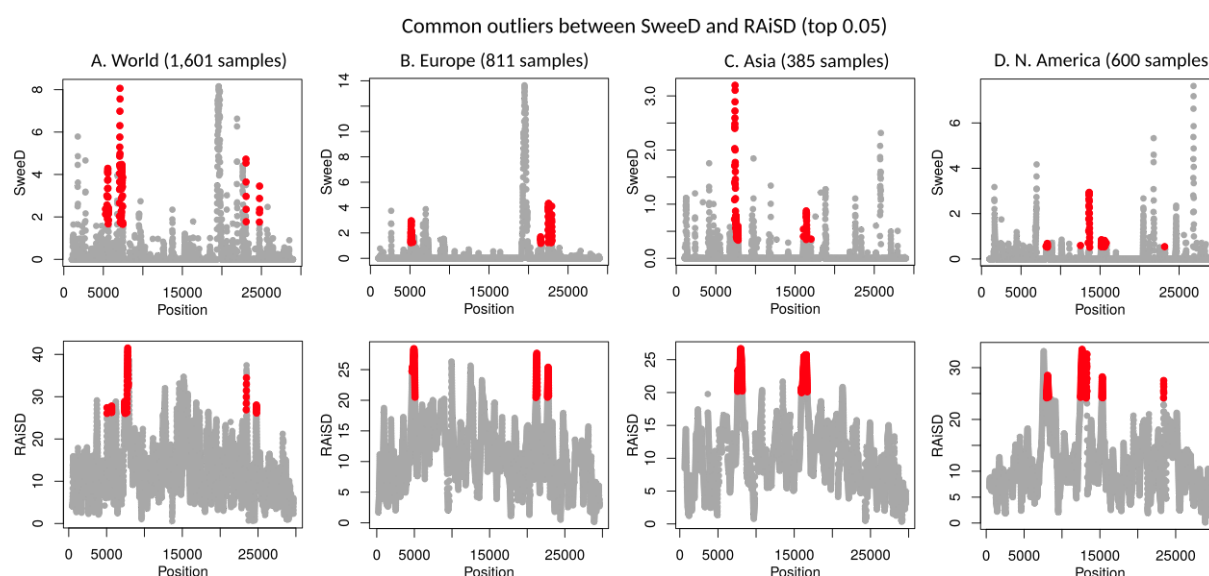 Common outliers between SweeD and RAiSD (top 0.05)
A. World (1,601 samples)
B. Europe (811 samples)
C. Asia (385 samples)
D. N. America (600 samples
SweeD
0 2 4 6 8
0 5000 15000 25000
Position
SweeD
0 2 4 6 8 10 12 14
0 5000 15000 25000
Position
SweeD
0.0 1.0 2.0 3.0
0 5000 15000 25000
Position
SweeD
0 2 4 6
0 5000 15000 25000
Position
RAiSD
0 10 20 30 40
0 5000 15000 25000
Position
RAiSD
0 5 10 15 20 25
0 5000 15000 25000
Position
RAiSD
0 5 10 15 20 25
0 5000 15000 25000
Position
RAiSD
0 5 10 20 30
0 5000 15000 25000
Position